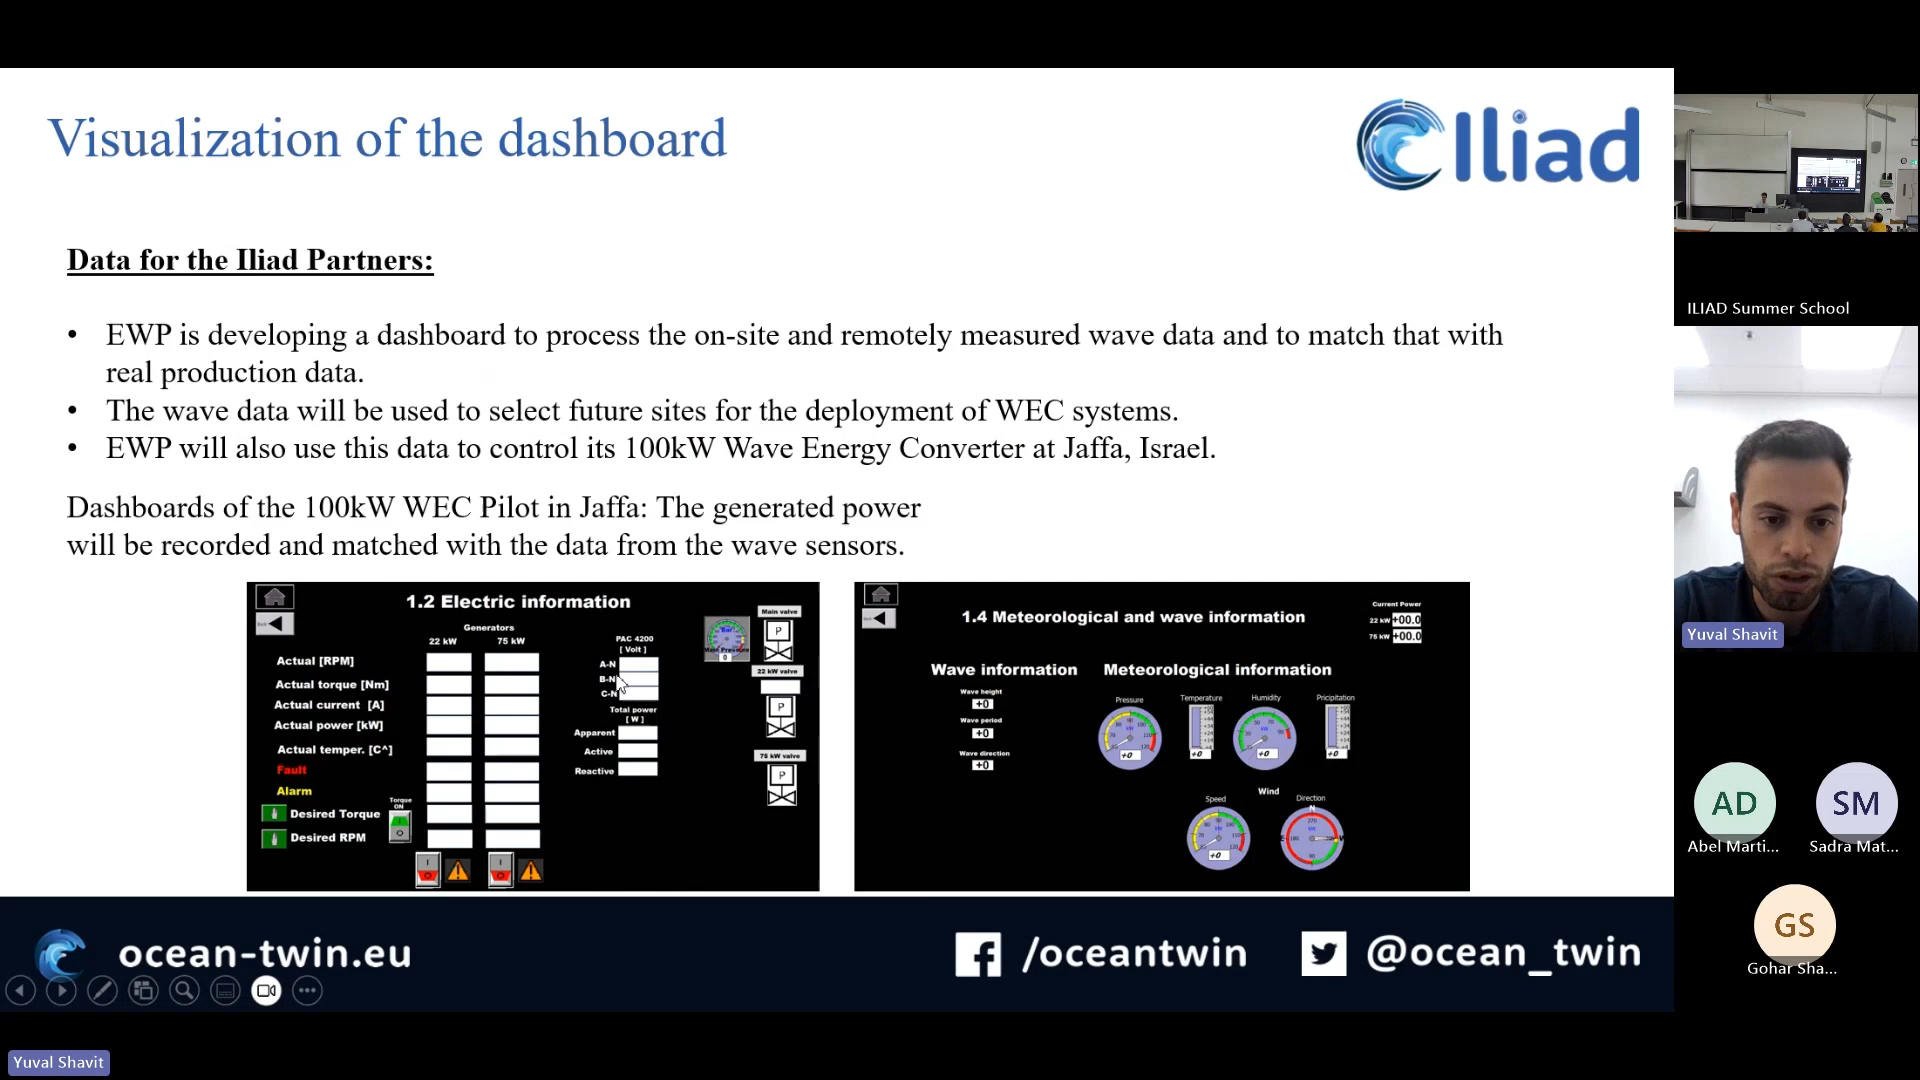 Visualization of the dashboard
Iliad
Data for the Iliad Partners:
• EWP is developing a dashboard to process the on-site and remotely measured wave data and to match that with
real production data.
• The wave data will be used to select future sites for the deployment of WEC systems.
• EWP will also use this data to control its 100kW Wave Energy Converter at Jaffa, Israel.
Dashboards of the 100kW WEC Pilot in Jaffa: The generated power
will be recorded and matched with the data from the wave sensors.
1.2 Electric information
Generators
22 kW 75 kW
Actual [RPM]
Actual torque [Nm]
Actual current [A]
Actual power [kW]
Actual temper. [C^]
Fault
Alarm
Desired Torque
Desired RPM
Torque
ON
PAC 4200
[ Volt ]
A-N
B-N
C-N
Total power
[ W ]
Apparent
Active
Reactive
Main valve
P
22 kW valve
P
75 kW valve
P
1.4 Meteorological and wave information
Current Power
22 kW +00.0
75 kW +00.0
Wave information
Wave height
+0
Wave period
+0
Wave direction
+0
Meteorological information
Pressure
+0
Temperature
+0
Humidity
+0
Pricipitation
+0
Wind
Speed
+0
Direction
N
ocean-twin.eu
/oceantwin
@ocean_twin
Yuval Shavit
ILIAD Summer School
Yuval Shavit
AD
Abel Marti...
SM
Sadra Mat...
GS
Gohar Sha...